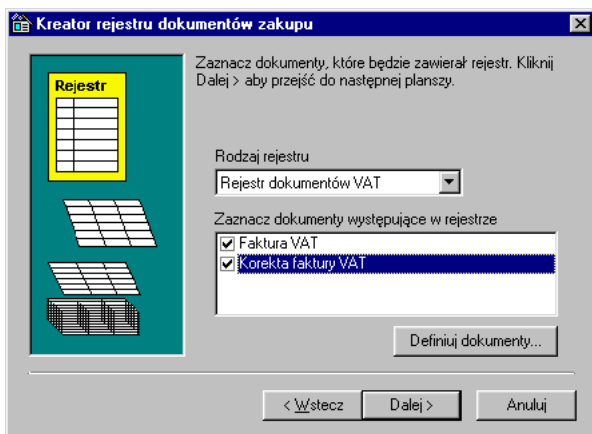 Kreator rejestru dokumentów zakupu
Rejestr
Zaznacz dokumenty, które będzie zawierał rejestr. Kliknij
Dalej > aby przejść do następnej planszy.
Rodzaj rejestru
Rejestr dokumentów VAT
Zaznacz dokumenty występujące w rejestrze
Faktura VAT
Korekta faktury VAT
Definiuj dokumenty...
< Wstecz
Dalej >
Anuluj